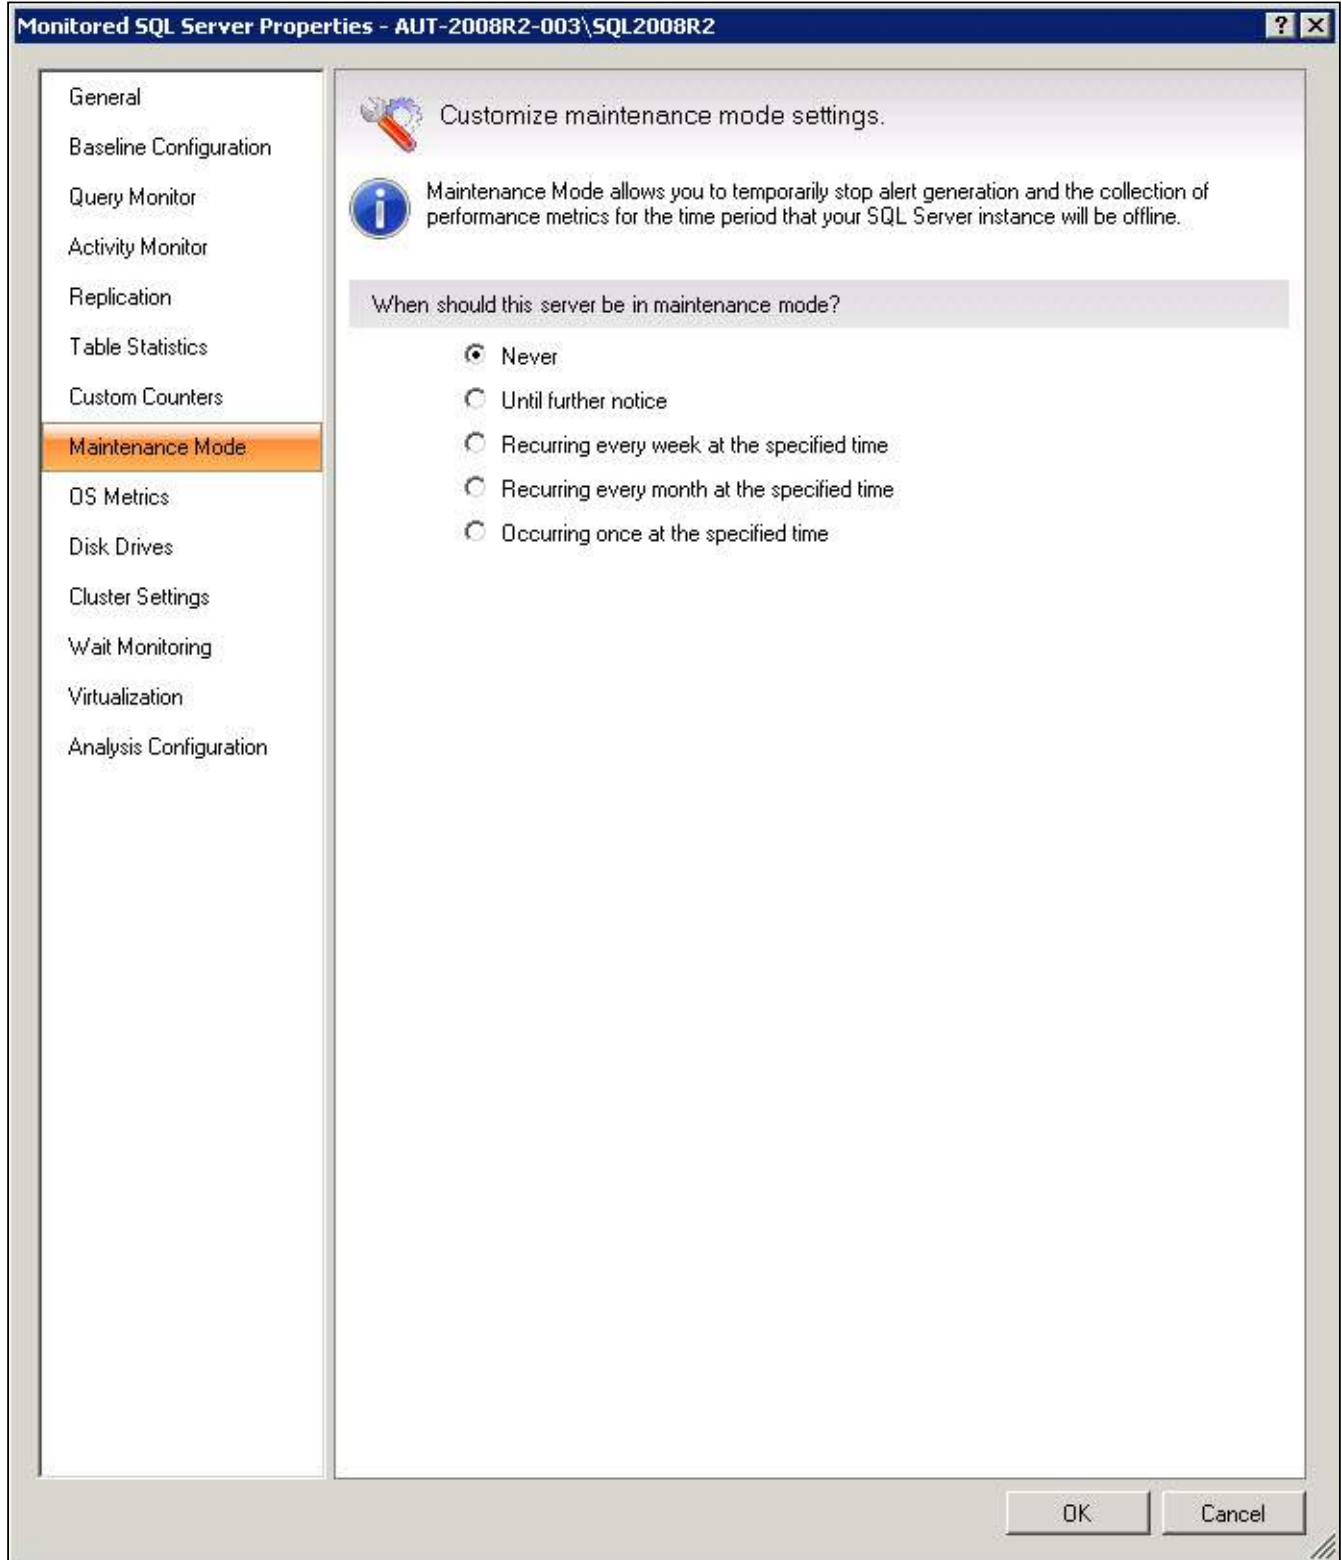 Monitored SQL Server Properties - AUT-2008R2-003\SQL2008R2
General
Baseline Configuration
Query Monitor
Activity Monitor
Replication
Table Statistics
Custom Counters
Maintenance Mode
OS Metrics
Disk Drives
Cluster Settings
Wait Monitoring
Virtualization
Analysis Configuration
Customize maintenance mode settings.
Maintenance Mode allows you to temporarily stop alert generation and the collection of
performance metrics for the time period that your SQL Server instance will be offline.
When should this server be in maintenance mode?
Never
Until further notice
Recurring every week at the specified time
Recurring every month at the specified time
Occurring once at the specified time
OK
Cancel